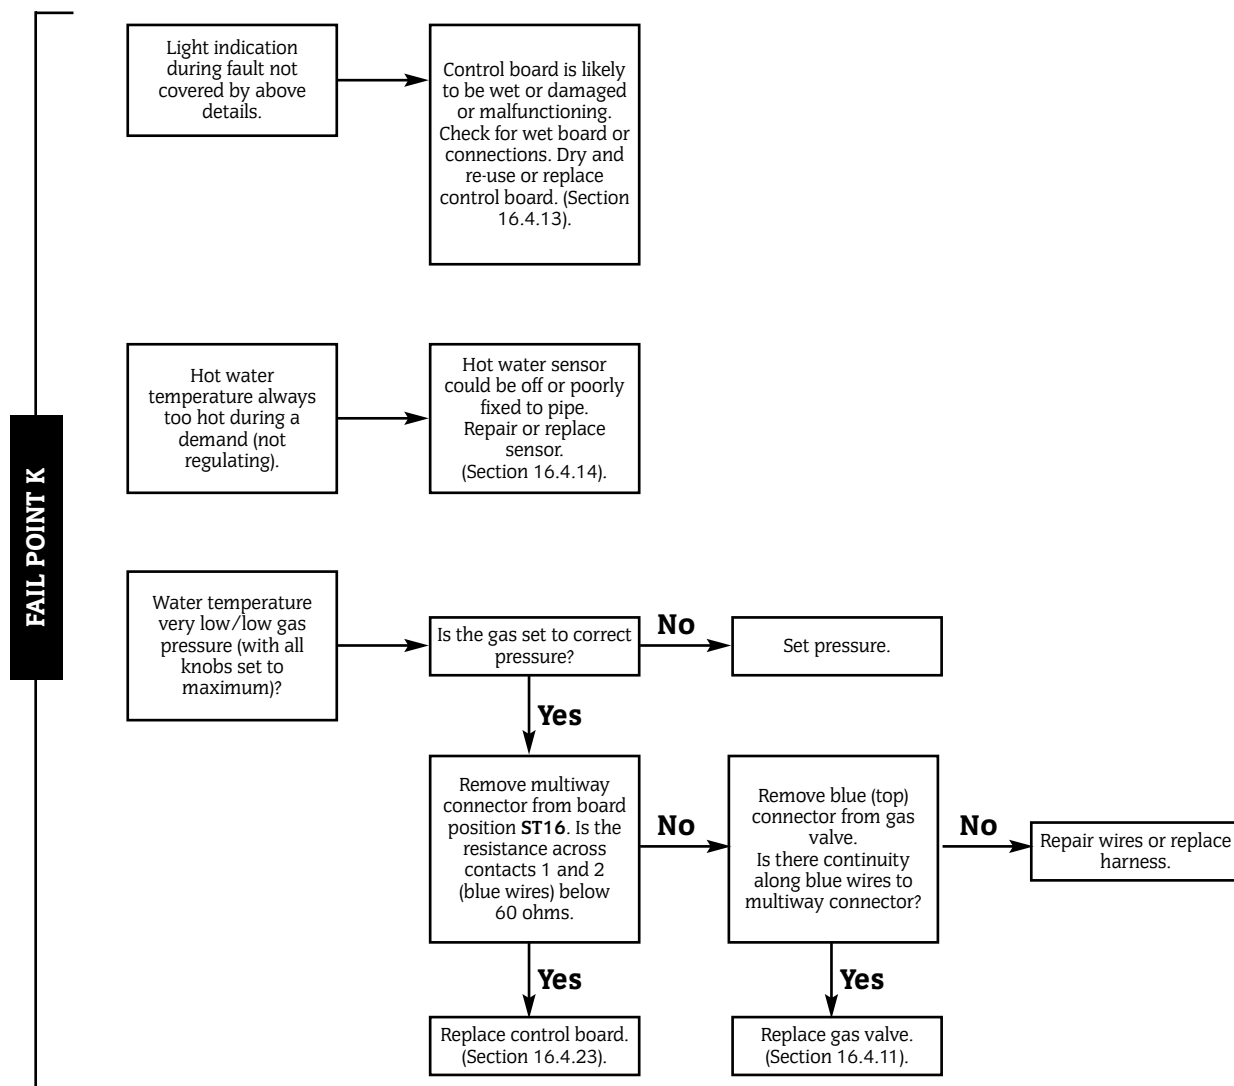 Light indication
during fault not
covered by above
details.
Control board is likely
to be wet or damaged
or malfunctioning.
Check for wet board or
connections. Dry and
re-use or replace
control board. (Section
16.4.13).
FAIL POINT K
Hot water
temperature always
too hot during a
demand (not
regulating).
Hot water sensor
could be off or poorly
fixed to pipe.
Repair or replace
sensor.
(Section 16.4.14).
Water temperature
very low/low gas
pressure (with all
knobs set to
maximum)?
Is the gas set to correct
pressure?
No
Set pressure.
Yes
Remove multiway
connector from board
position ST16. Is the
resistance across
contacts 1 and 2
(blue wires) below
60 ohms.
No
Remove blue (top)
connector from gas
valve.
Is there continuity
along blue wires to
multiway connector?
No
Repair wires or replace
harness.
Yes
Yes
Replace control board.
(Section 16.4.23).
Replace gas valve.
(Section 16.4.11).